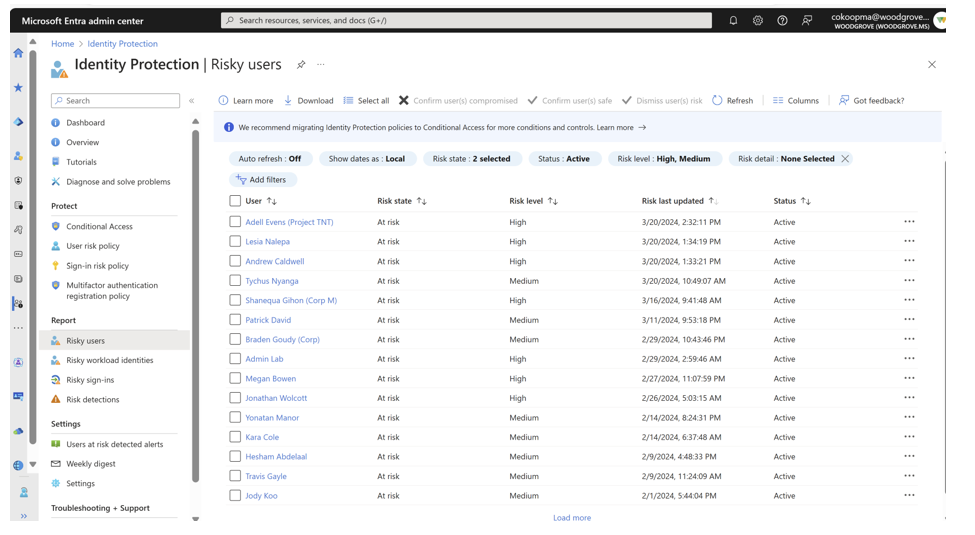 Microsoft Entra admin center
Search resources, services, and docs (G+/)
cokoopma@woodgrove...
WOODGROVE (WOODGROVE.MS)
Home > Identity Protection
Identity Protection | Risky users
Search
Learn more Download Select all Confirm user(s) compromised Confirm user(s) safe Dismiss user(s) risk Refresh Columns Got feedback?
Dashboard
Overview
Tutorials
Diagnose and solve problems
Protect
Conditional Access
User risk policy
Sign-in risk policy
Multifactor authentication
registration policy
Report
Risky users
Risky workload identities
Risky sign-ins
Risk detections
Settings
Users at risk detected alerts
Weekly digest
Settings
Troubleshooting + Support
We recommend migrating Identity Protection policies to Conditional Access for more conditions and controls. Learn more →
Auto refresh : Off Show dates as : Local Risk state : 2 selected Status : Active Risk level : High, Medium Risk detail : None Selected
Add filters
User Risk state Risk level Risk last updated Status
Adell Evens (Project TNT) At risk High 3/20/2024, 2:32:11 PM Active
Lesia Nalepa At risk High 3/20/2024, 1:34:19 PM Active
Andrew Caldwell At risk High 3/20/2024, 1:33:21 PM Active
Tychus Nyanga At risk Medium 3/20/2024, 10:49:07 AM Active
Shanequa Gihon (Corp M) At risk High 3/16/2024, 9:41:48 AM Active
Patrick David At risk Medium 3/11/2024, 9:53:18 PM Active
Braden Goudy (Corp) At risk Medium 2/29/2024, 10:43:46 PM Active
Admin Lab At risk High 2/29/2024, 2:59:46 AM Active
Megan Bowen At risk High 2/27/2024, 11:07:59 PM Active
Jonathan Wolcott At risk High 2/26/2024, 5:03:15 AM Active
Yonatan Manor At risk Medium 2/14/2024, 8:24:31 PM Active
Kara Cole At risk Medium 2/14/2024, 6:37:48 AM Active
Hesham Abdelaal At risk Medium 2/9/2024, 4:48:33 PM Active
Travis Gayle At risk Medium 2/9/2024, 11:24:09 AM Active
Jody Koo At risk Medium 2/1/2024, 5:44:04 PM Active
Load more